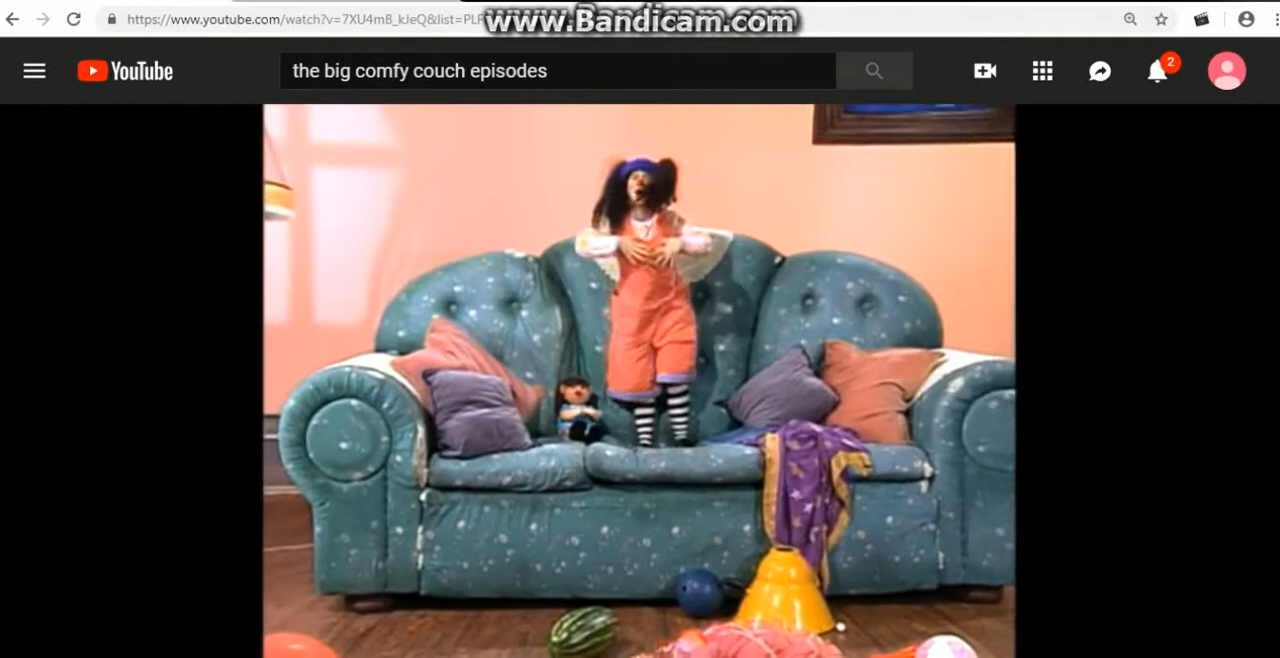 www.Bandicam.com
https://www.youtube.com/watch?v=7XU4mB_kJeQ&list=PLF
YouTube
the big comfy couch episodes
2